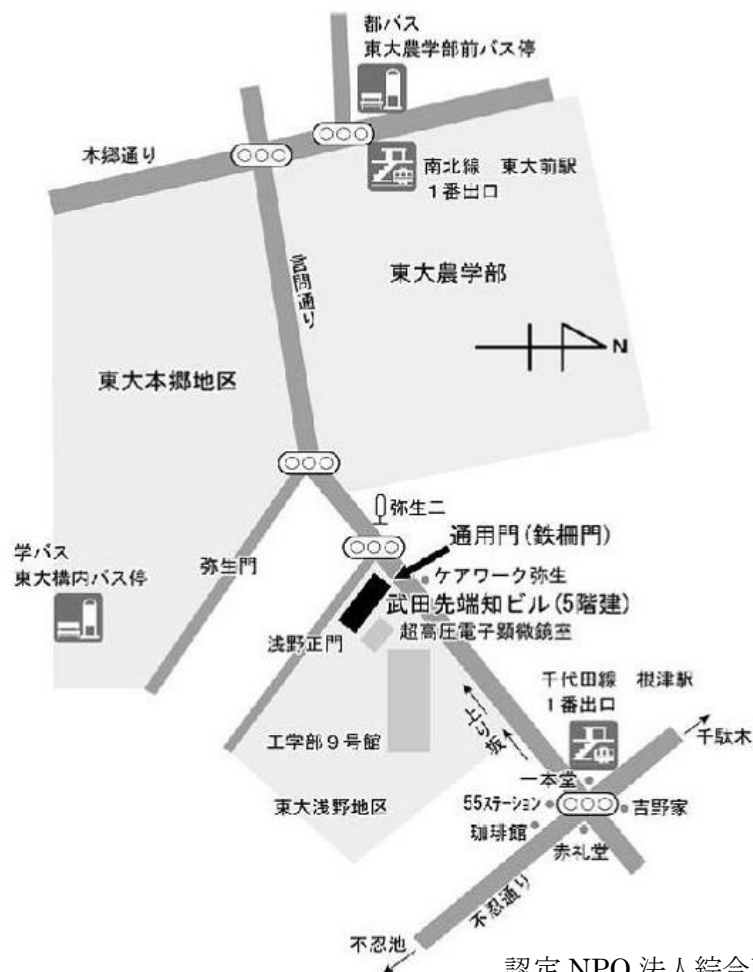 都バス
東大農学部前バス停
本郷通り
南北線　東大前駅
１番出口
言問通り
東大農学部
N
東大本郷地区
弥生二
通用門(鉄柵門)
学バス
東大構内バス停
弥生門
ケアワーク弥生
武田先端知ビル(5階建)
超高圧電子顕微鏡室
浅野正門
千代田線　根津駅
１番出口
上り坂
千駄木
工学部９号館
一本堂
東大浅野地区
55ステーション
吉野家
珈琲館
赤札堂
不忍通り
不忍池
認定 NPO 法人綜合